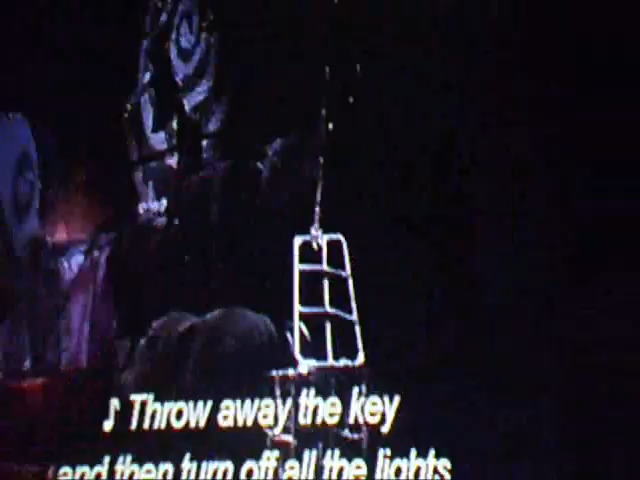 ♪ Throw away the key
and then turn off all the lights